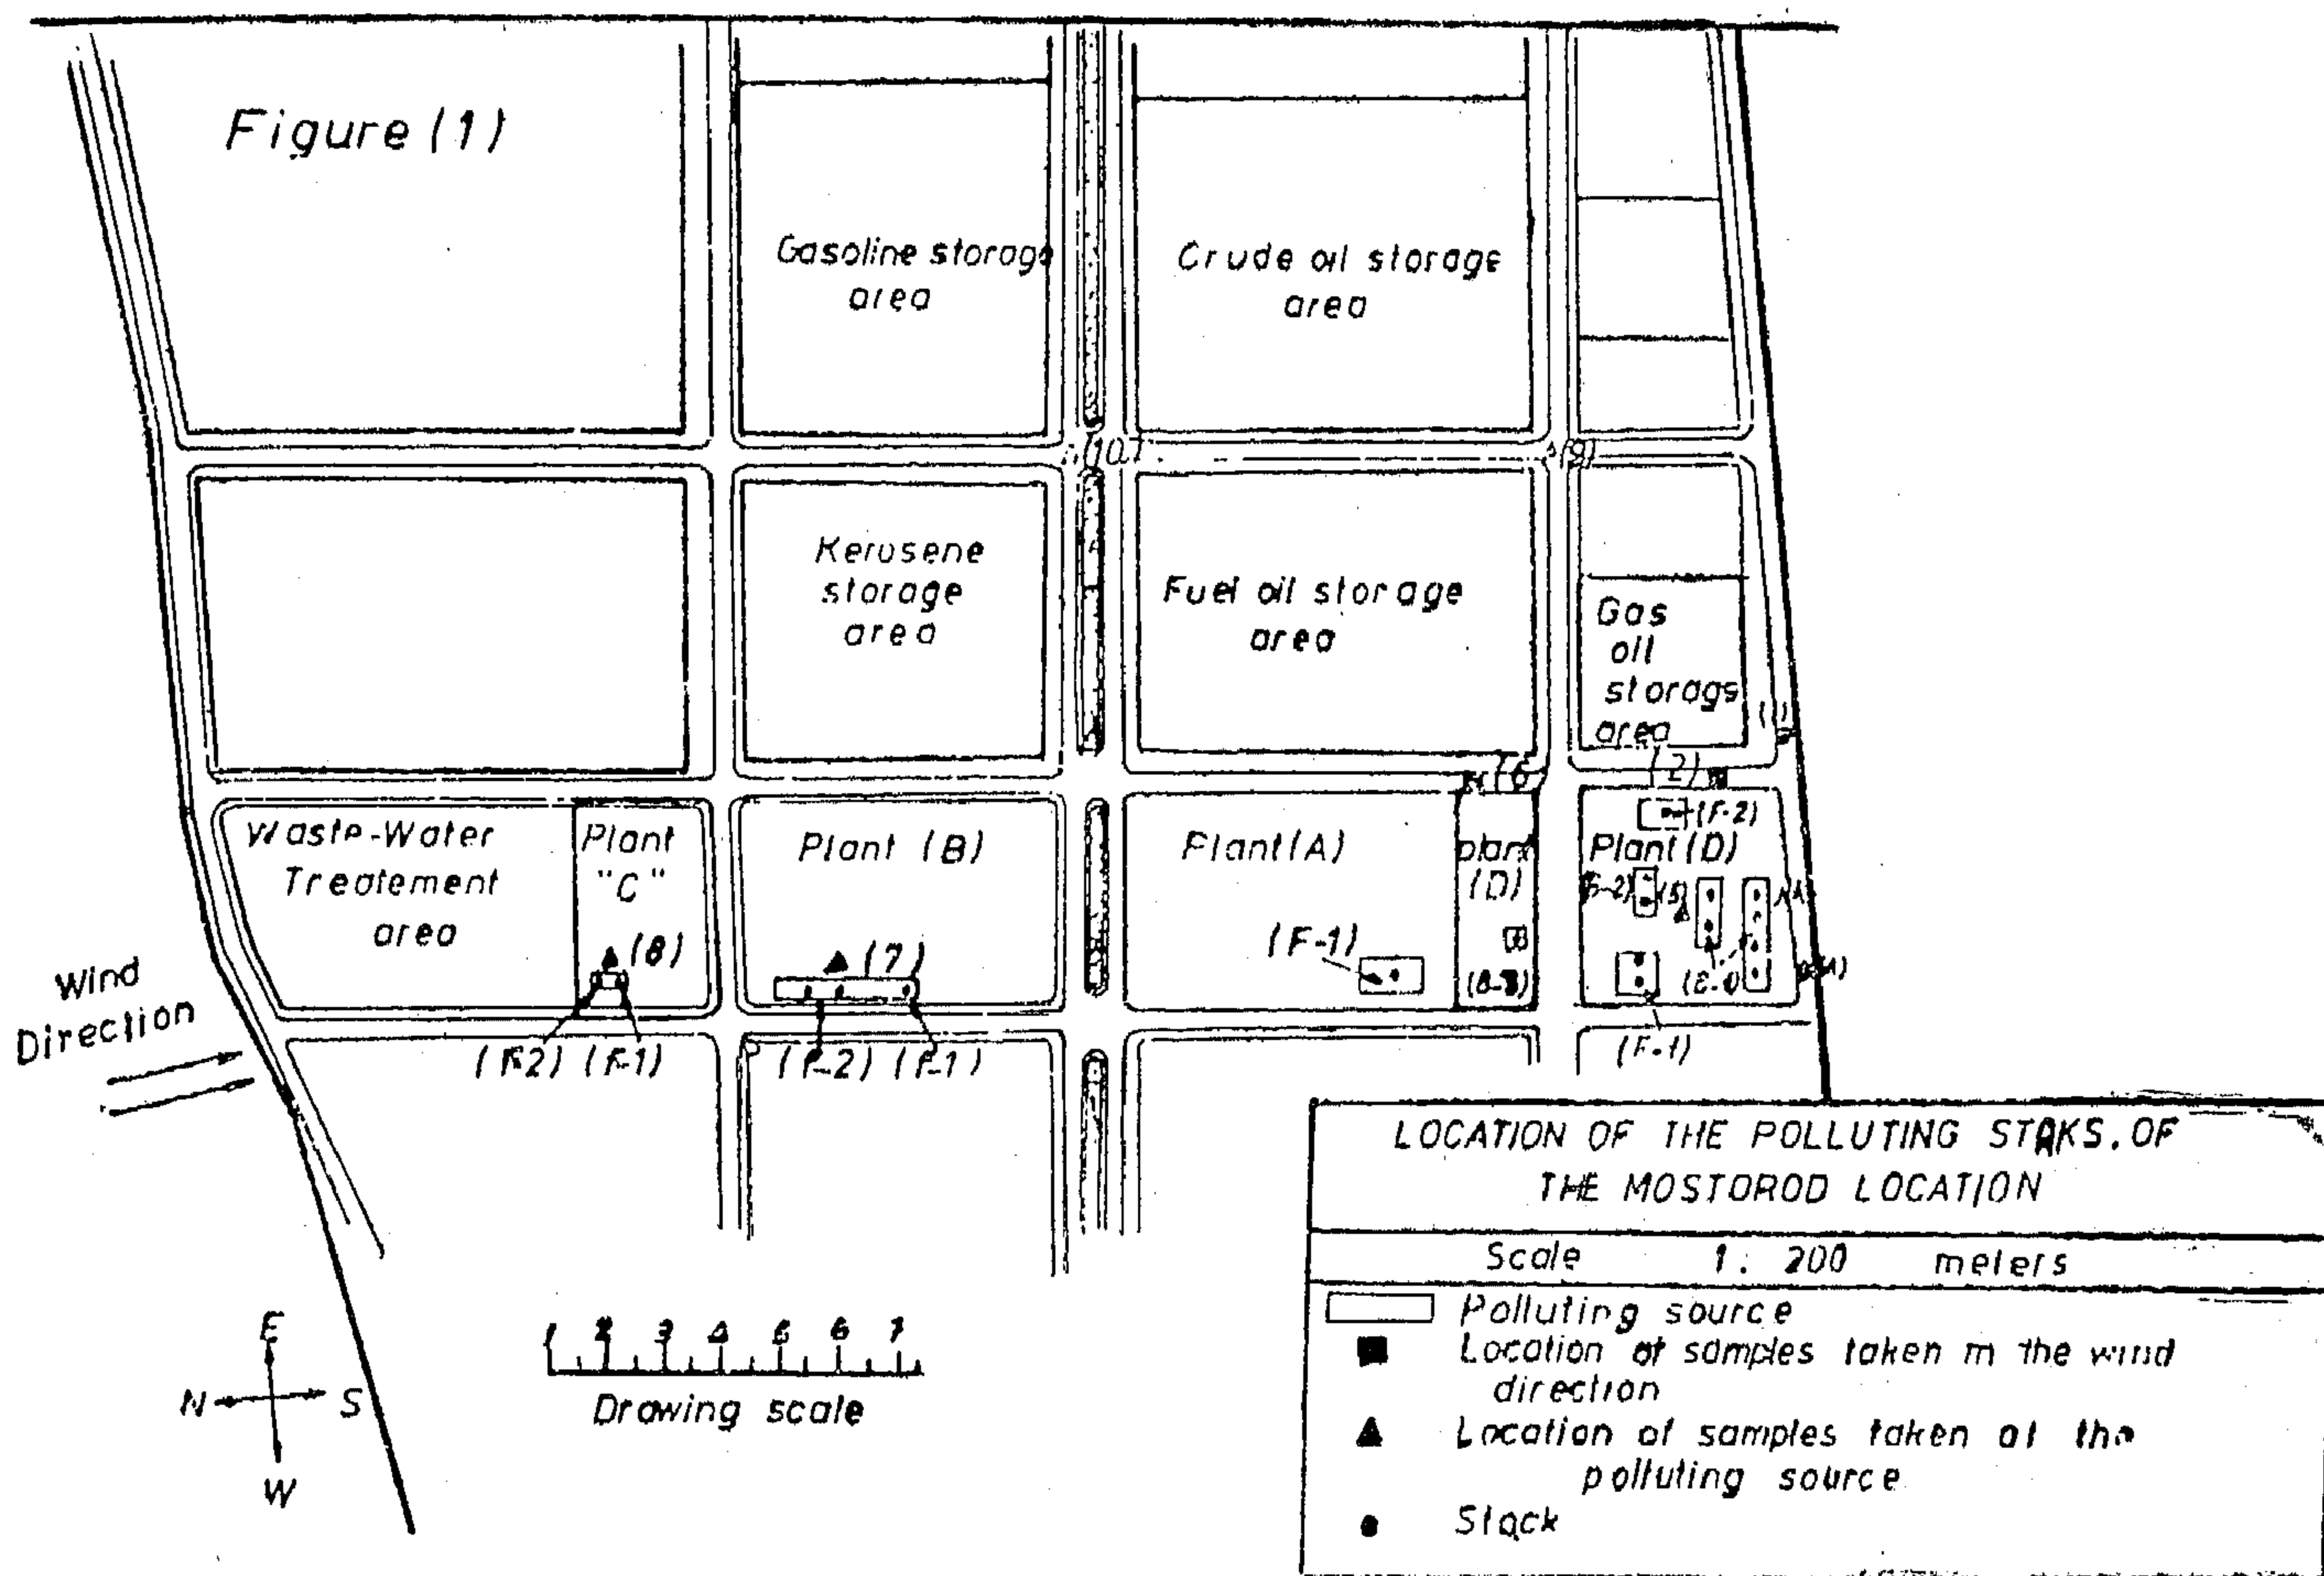 Figure (1)
Gasoline storage
area
Crude oil storage
area
(10)
(9)
Kerosene
storage
area
Fuel oil storage
area
Gas
oil
storags
area
(1)
(2)
(6)
Waste-Water
Treatement
area
Plant
"C"
(8)
Plant (B)
(7)
Plant (A)
(F-1)
plant
(D)
Plant (D)
(F-2)
(5)
(F-1)
Wind
Direction
(F-2) (F-1)
(F-2) (F-1)
LOCATION OF THE POLLUTING STAKS. OF
THE MOSTOROD LOCATION
Scale 1: 200 meters
Polluting source
Location of samples taken in the wind
direction
Location of samples taken at the
polluting source
Stack
E
N S
W
1 2 3 4 5 6 7
Drawing scale